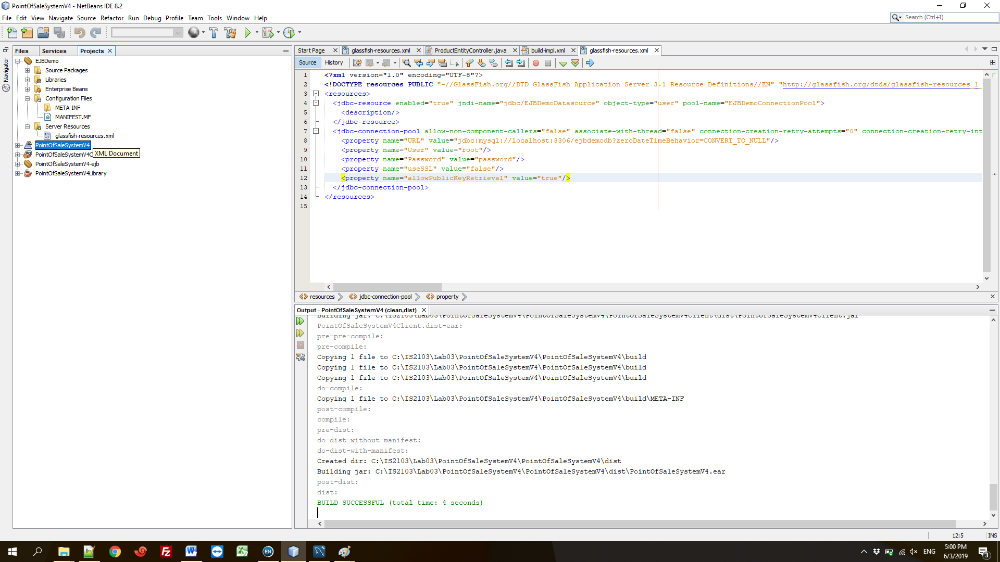 PointOfSaleSystemV4 - NetBeans IDE 8.2
File Edit View Navigate Source Refactor Run Debug Profile Team Tools Window Help
Search (Ctrl+I)
Files Services Projects
Navigator
EJBDemo
Source Packages
Libraries
Enterprise Beans
Configuration Files
META-INF
MANIFEST.MF
Server Resources
glassfish-resources.xml
PointOfSaleSystemV4
PointOfSaleSystemV4C
XML Document
PointOfSaleSystemV4-ejb
PointOfSaleSystemV4Library
Start Page glassfish-resources.xml ProductEntityController.java build-impl.xml glassfish-resources.xml
Source History
1 <?xml version="1.0" encoding="UTF-8"?>
2 <!DOCTYPE resources PUBLIC "-//GlassFish.org//DTD GlassFish Application Server 3.1 Resource Definitions//EN" "http://glassfish.org/dtds/glassfish-resources_1
3 <resources>
4 <jdbc-resource enabled="true" jndi-name="jdbc/EJBDemoDatasource" object-type="user" pool-name="EJBDemoConnectionPool">
5 <description/>
6 </jdbc-resource>
7 <jdbc-connection-pool allow-non-component-callers="false" associate-with-thread="false" connection-creation-retry-attempts="0" connection-creation-retry-int
8 <property name="URL" value="jdbc:mysql://localhost:3306/ejbdemodb?zeroDateTimeBehavior=CONVERT_TO_NULL"/>
9 <property name="User" value="root"/>
10 <property name="Password" value="password"/>
11 <property name="useSSL" value="false"/>
12 <property name="allowPublicKeyRetrieval" value="true"/>
13 </jdbc-connection-pool>
14 </resources>
15
resources jdbc-connection-pool property
Output - PointOfSaleSystemV4 (clean,dist)
Building jar: C:\IS2103\Lab03\PointOfSaleSystemV4\PointOfSaleSystemV4\PointOfSaleSystemV4Client\dist\PointOfSaleSystemV4Client.jar
PointOfSaleSystemV4Client.dist-ear:
pre-pre-compile:
pre-compile:
Copying 1 file to C:\IS2103\Lab03\PointOfSaleSystemV4\PointOfSaleSystemV4\build
Copying 1 file to C:\IS2103\Lab03\PointOfSaleSystemV4\PointOfSaleSystemV4\build
Copying 1 file to C:\IS2103\Lab03\PointOfSaleSystemV4\PointOfSaleSystemV4\build
do-compile:
Copying 1 file to C:\IS2103\Lab03\PointOfSaleSystemV4\PointOfSaleSystemV4\build\META-INF
post-compile:
compile:
pre-dist:
do-dist-without-manifest:
do-dist-with-manifest:
Created dir: C:\IS2103\Lab03\PointOfSaleSystemV4\PointOfSaleSystemV4\dist
Building jar: C:\IS2103\Lab03\PointOfSaleSystemV4\PointOfSaleSystemV4\dist\PointOfSaleSystemV4.ear
post-dist:
dist:
BUILD SUCCESSFUL (total time: 4 seconds)
12:5 INS
EN
ENG
5:00 PM
6/3/2019
3